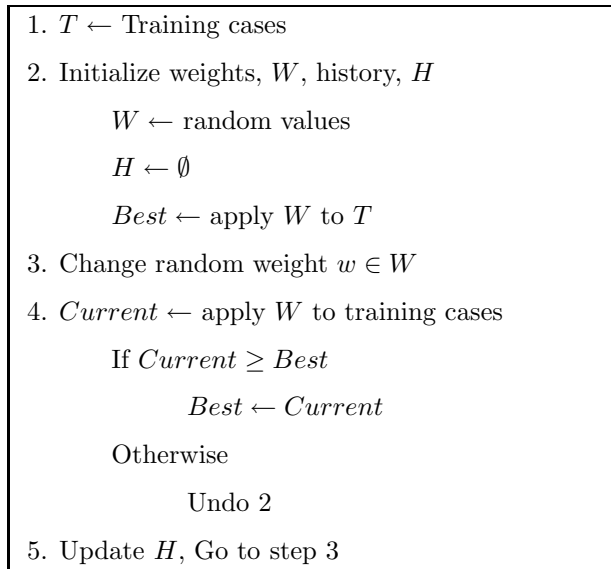 1. T ← Training cases
2. Initialize weights, W, history, H
W ← random values
H ← ∅
Best ← apply W to T
3. Change random weight w ∈ W
4. Current ← apply W to training cases
If Current ≥ Best
Best ← Current
Otherwise
Undo 2
5. Update H, Go to step 3